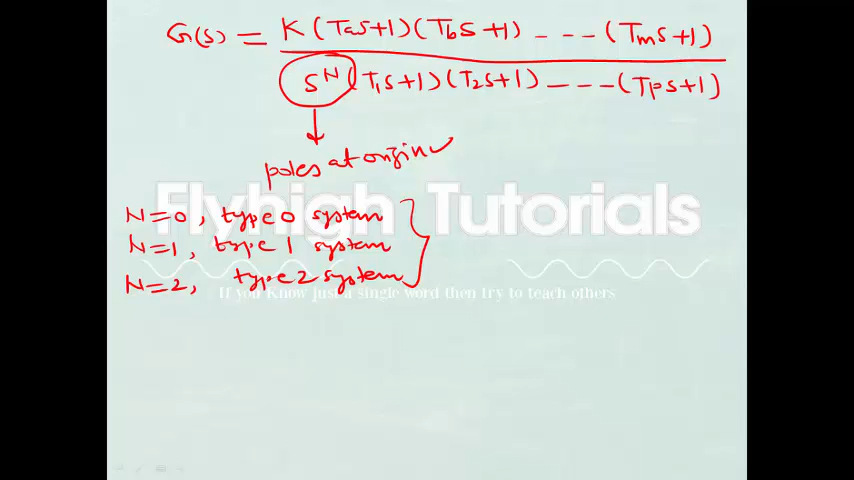 G(s) = K(Tas+1)(Tbs+1) ---- (Tms+1)
s^N (T1s+1)(T2s+1) ---- (Tps+1)
poles at origin
Flyhigh Tutorials
N=0, type 0 system
N=1, type 1 system
N=2, type 2 system
If you Know just a single word then try to teach others